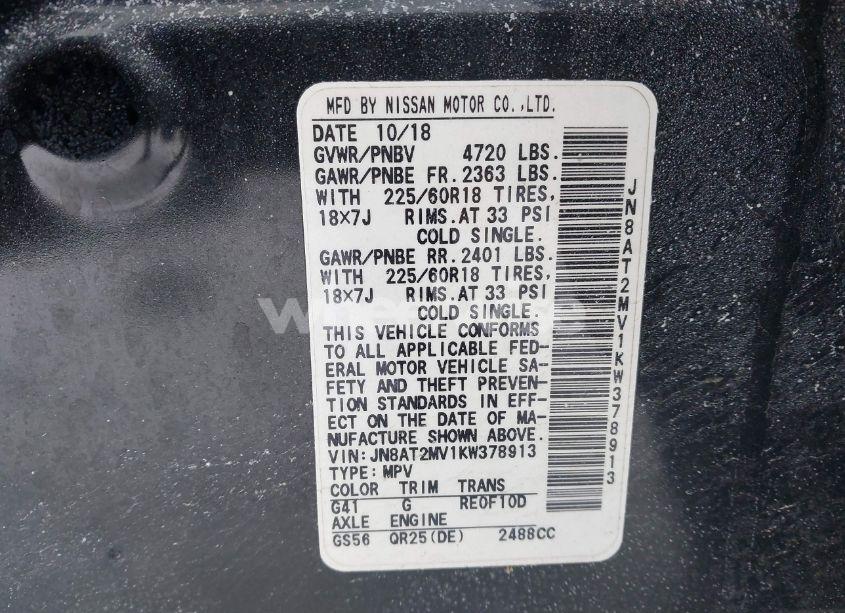 MFD BY NISSAN MOTOR CO.,LTD.
DATE 10/18
GVWR/PNBV 4720 LBS.
GAWR/PNBE FR. 2363 LBS.
WITH 225/60R18 TIRES,
18×7J RIMS.AT 33 PSI
COLD SINGLE.
GAWR/PNBE RR. 2401 LBS.
WITH 225/60R18 TIRES,
18×7J RIMS.AT 33 PSI
COLD SINGLE.
THIS VEHICLE CONFORMS
TO ALL APPLICABLE FED-
ERAL MOTOR VEHICLE SA-
FETY AND THEFT PREVEN-
TION STANDARDS IN EFF-
ECT ON THE DATE OF MA-
NUFACTURE SHOWN ABOVE.
VIN: JN8AT2MV1KW378913
TYPE: MPV
COLOR TRIM TRANS
G41 G RE0F10D
AXLE ENGINE
GS56 QR25(DE) 2488CC
JN8AT2MV1KW378913